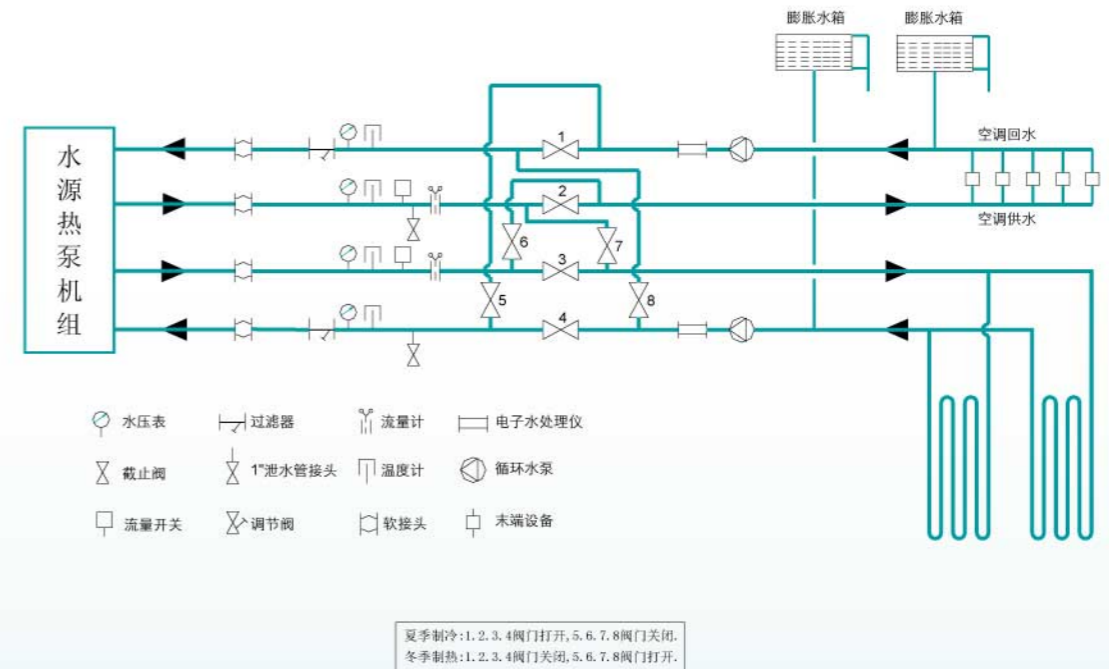 膨胀水箱
膨胀水箱
水源热泵机组
空调回水
空调供水
1
2
6
7
3
5
8
4
水压表
过滤器
流量计
电子水处理仪
截止阀
1"泄水管接头
温度计
循环水泵
流量开关
调节阀
软接头
末端设备
夏季制冷:1.2.3.4阀门打开,5.6.7.8阀门关闭.
冬季制热:1.2.3.4阀门关闭,5.6.7.8阀门打开.